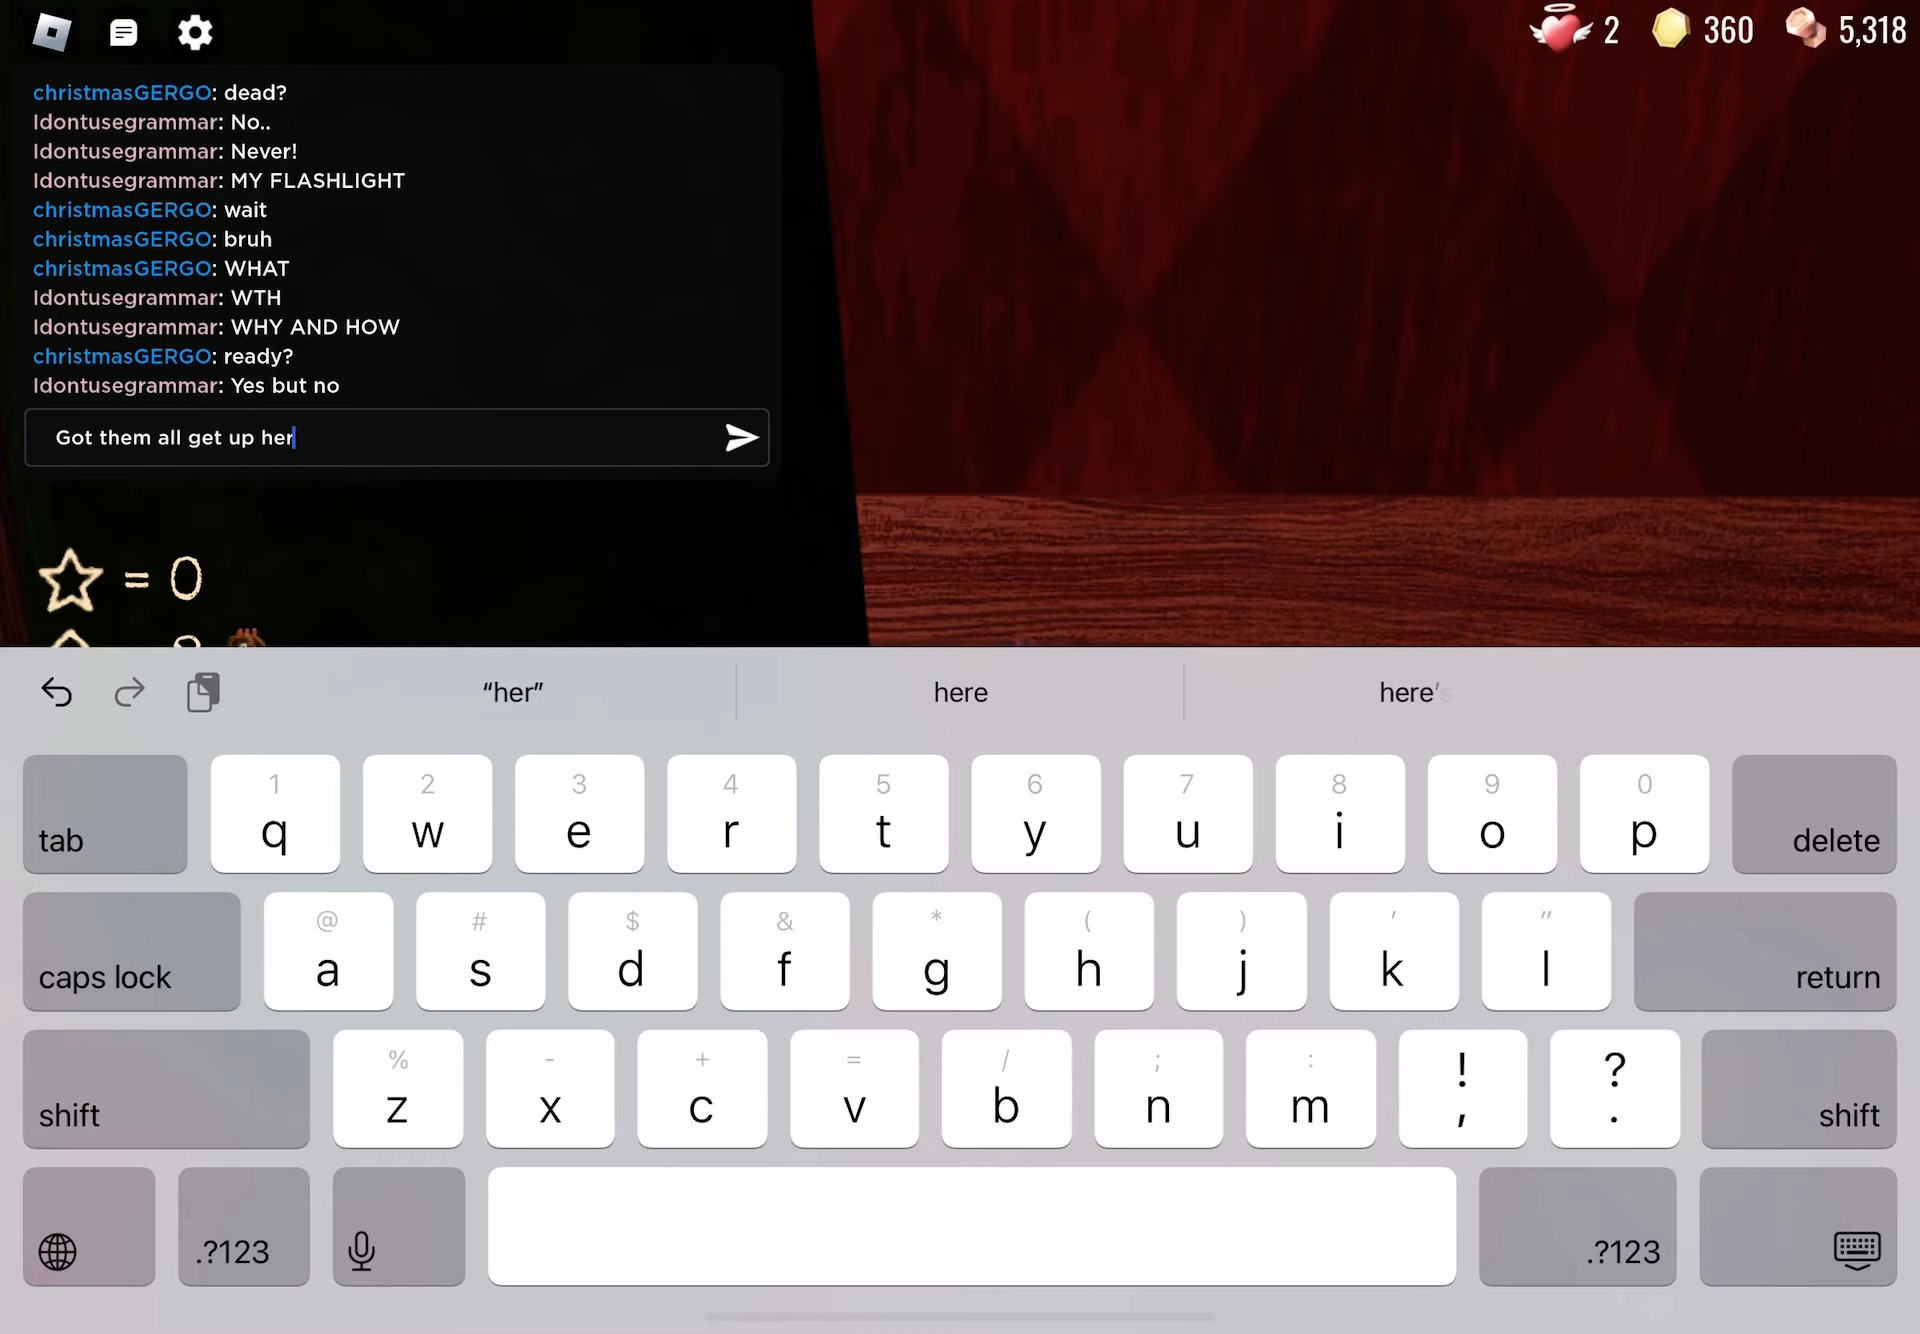 2 360 5,318
christmasGERGO: dead?
Idontusegrammar: No..
Idontusegrammar: Never!
Idontusegrammar: MY FLASHLIGHT
christmasGERGO: wait
christmasGERGO: bruh
christmasGERGO: WHAT
Idontusegrammar: WTH
Idontusegrammar: WHY AND HOW
christmasGERGO: ready?
Idontusegrammar: Yes but no
Got them all get up her
= 0
“her” here here's
1 2 3 4 5 6 7 8 9 0
tab q w e r t y u i o p delete
@ # $ & * ( ) ' "
caps lock a s d f g h j k l return
% - + = / ; : ! ?
shift z x c v b n m , . shift
.?123 .?123